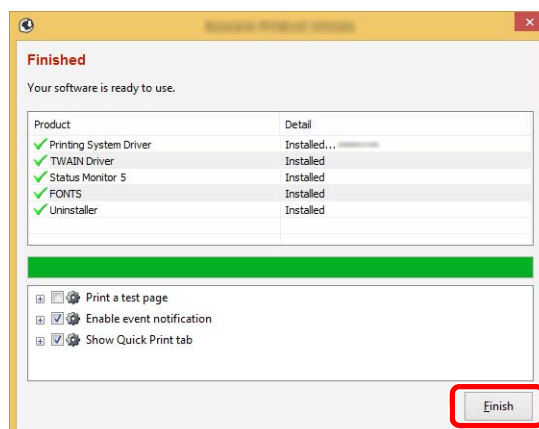 Finished
Your software is ready to use.
Product Detail
Printing System Driver Installed...
TWAIN Driver Installed
Status Monitor 5 Installed
FONTS Installed
Uninstaller Installed
Print a test page
Enable event notification
Show Quick Print tab
Finish